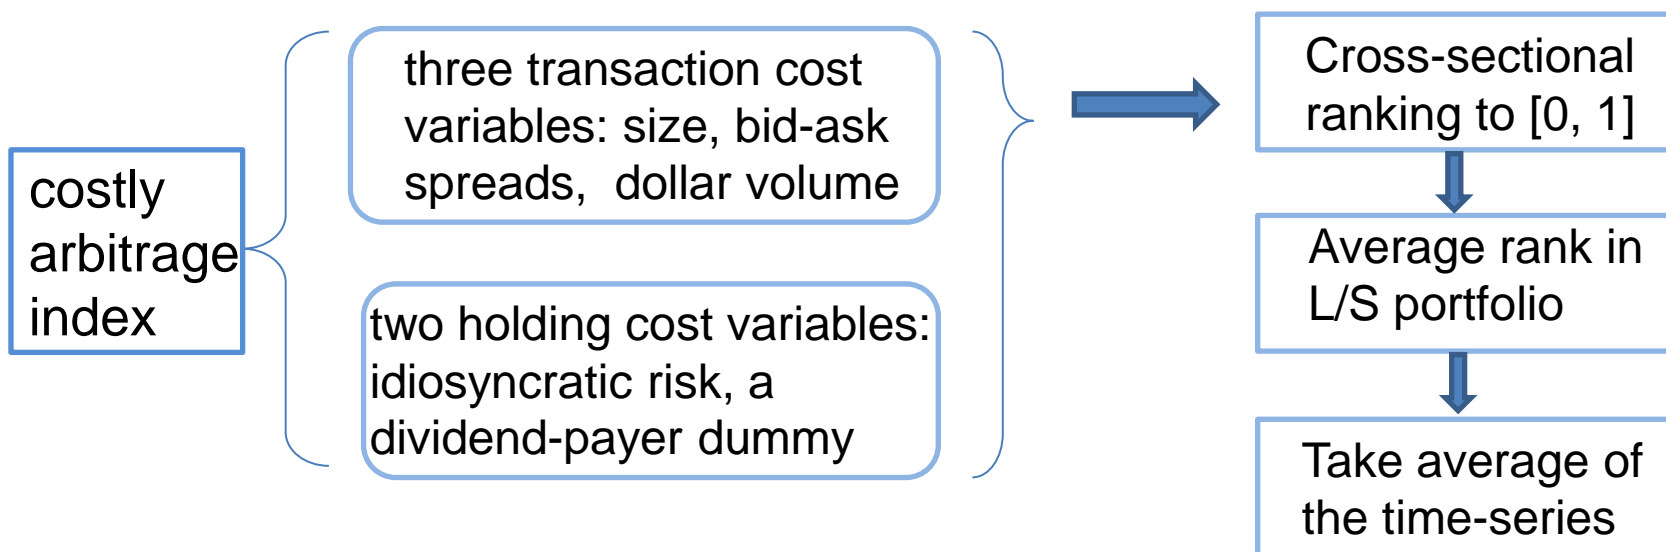 costly
arbitrage
index
three transaction cost
variables: size, bid-ask
spreads, dollar volume
two holding cost variables:
idiosyncratic risk, a
dividend-payer dummy
Cross-sectional
ranking to [0, 1]
Average rank in
L/S portfolio
Take average of
the time-series